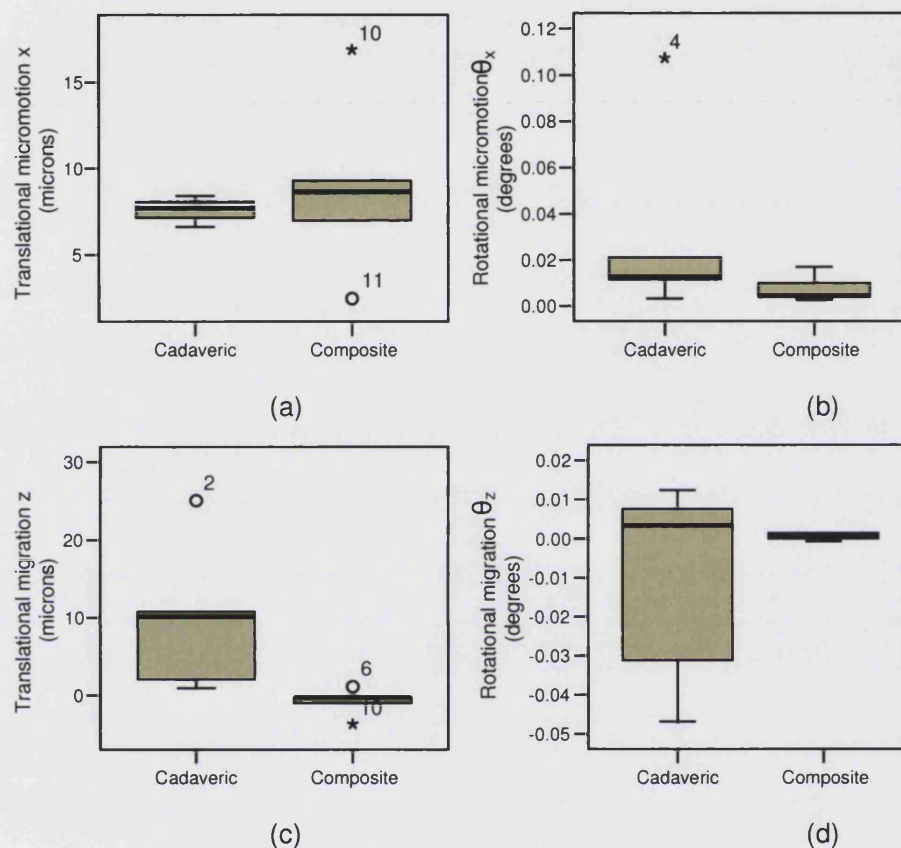 Translational micromotion x
(microns)
15
10
5
10
11
Cadaveric
Composite
(a)
Rotational micromotion θx
(degrees)
0.12
0.10
0.08
0.06
0.04
0.02
0.00
4
Cadaveric
Composite
(b)
Translational migration z
(microns)
30
20
10
0
2
6
10
Cadaveric
Composite
(c)
Rotational migration θz
(degrees)
0.02
0.01
0.00
-0.01
-0.02
-0.03
-0.04
-0.05
Cadaveric
Composite
(d)